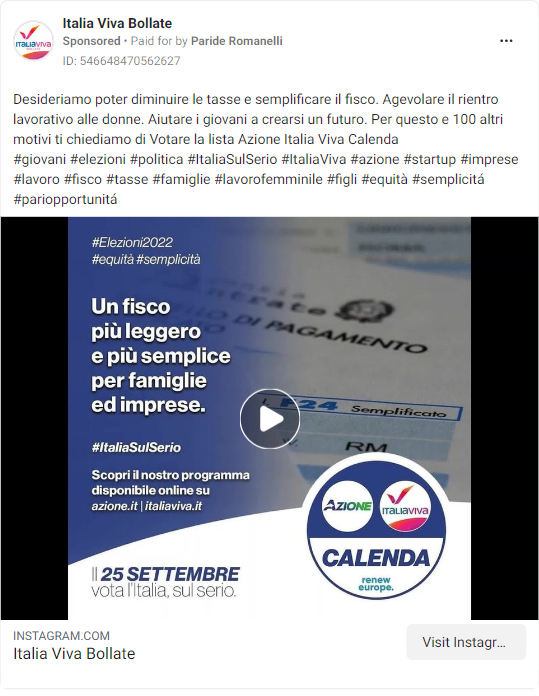 Italia Viva Bollate
Sponsored • Paid for by Paride Romanelli
ID: 546648470562627
Desideriamo poter diminuire le tasse e semplificare il fisco. Agevolare il rientro
lavorativo alle donne. Aiutare i giovani a crearsi un futuro. Per questo e 100 altri
motivi ti chiediamo di Votare la lista Azione Italia Viva Calenda
#giovani #elezioni #politica #ItaliaSulSerio #ItaliaViva #azione #startup #imprese
#lavoro #fisco #tasse #famiglie #lavorofemminile #figli #equità #semplicitá
#pariopportunitá
#Elezioni2022
#equità #semplicità
Un fisco
più leggero
e più semplice
per famiglie
ed imprese.
#ItaliaSulSerio
Scopri il nostro programma
disponibile online su
azione.it | italiaviva.it
Il 25 SETTEMBRE
vota l'Italia, sul serio.
ntrate
DI PAGAMENTO
F24 Semplificato
RM
AZIONE
ITALIAVIVA
CALENDA
renew
europe.
INSTAGRAM.COM
Italia Viva Bollate
Visit Instagr...